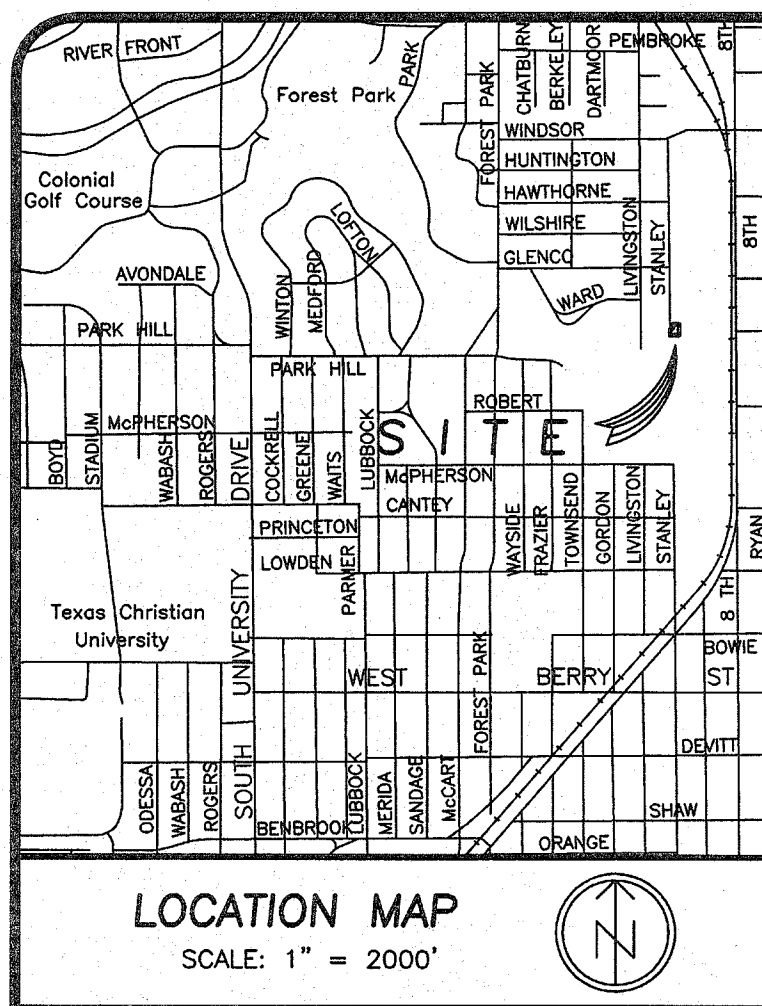 RIVER FRONT
PARK
Forest Park
FOREST PARK
CHATBURN
BERKELEY
DARTMOOR
PEMBROKE
8TH
WINDSOR
HUNTINGTON
HAWTHORNE
WILSHIRE
GLENCO
LIVINGSTON
STANLEY
8TH
Colonial
Golf Course
LOFTON
AVONDALE
WINTON
MEDFORD
WARD
PARK HILL
PARK HILL
ROBERT
McPHERSON
SITE
BOYD
STADIUM
WABASH
ROGERS
DRIVE
COCKRELL
GREENE
WAITS
LUBBOCK
McPHERSON
CANTEY
PRINCETON
LOWDEN
PARMER
WAYSIDE
FRAZIER
TOWNSEND
GORDON
LIVINGSTON
STANLEY
RYAN
8 TH
Texas Christian
University
UNIVERSITY
BOWIE
WEST BERRY ST
FOREST PARK
DEVITT
SOUTH
ODESSA
WABASH
ROGERS
LUBBOCK
MERIDA
SANDAGE
McCART
SHAW
BENBROOK
ORANGE
LOCATION MAP
SCALE: 1" = 2000'
N